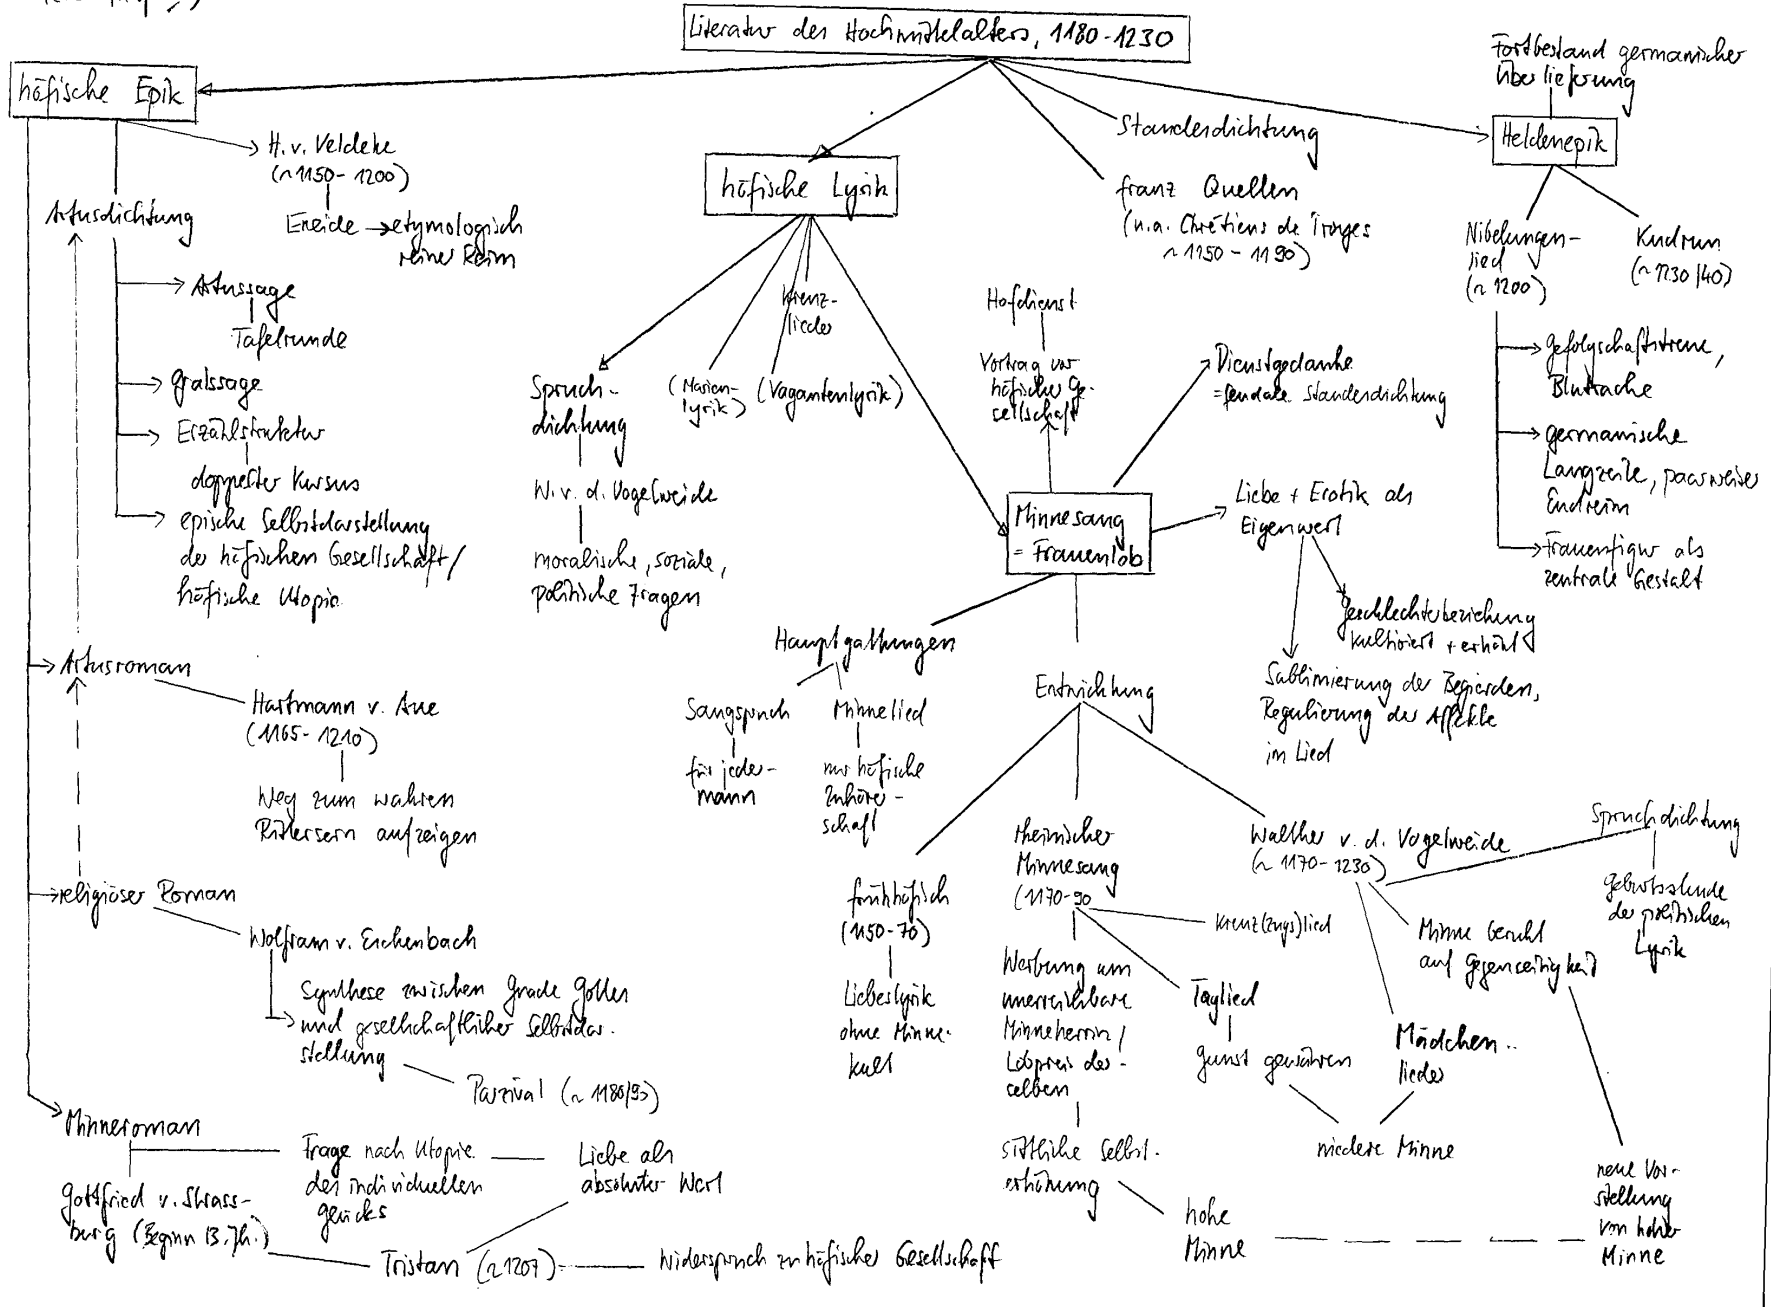 Literatur des Hochmittelalters, 1180-1230
höfische Epik
H. v. Veldeke
(~1150-1200)
Eneide → etymologisch
reiner Reim
Artusdichtung
Artussage
Tafelrunde
Gralssage
Erzählstruktur
doppelter Kursus
epische Selbstdarstellung
der höfischen Gesellschaft/
höfische Utopie
Artusroman
Hartmann v. Aue
(1165-1210)
Weg zum wahren
Rittersern aufzeigen
religiöser Roman
Wolfram v. Eschenbach
Synthese zwischen Gnade Gottes
und gesellschaftlicher Selbstdar-
stellung
Parzival
Minneroman
Frage nach Utopie
des individuellen
Glücks
Liebe als
absoluter Wert
Gottfried v. Strass-
burg (Beginn 13. Jh.)
Tristan (~1207)
Widerspruch zu höfischer Gesellschaft
höfische Lyrik
Spruch-
dichtung
W. v. d. Vogelweide
moralische, soziale,
politische Fragen
(Marien-
lyrik)
(Vagantenlyrik)
Kreuz-
lieder
Minnesang
= Frauenlob
Hofdienst
Vortrag vor
höfischer Ge-
sellschaft
Dienstgedanke
= feudale Standesdichtung
Liebe + Erotik als
Eigenwert
Geschlechterbeziehung
kultiviert + erhöht
Sublimierung der Begierden,
Regulierung der Affekte
im Lied
Hauptgattungen
Sangspruch
für jeder-
mann
Minnelied
nur höfische
Zuhörer-
schaft
Entwicklung
frühhöfisch
(1150-70)
Liebeslyrik
ohne Minne-
kult
rheinischer
Minnesang
(1170-90
Kreuz(zugs)lied
Werbung um
unerreichbare
Minneherrin/
Lobpreis der-
selben
sittliche Selbst-
erhöhung
hohe
Minne
Taglied
Gunst gewähren
niedere Minne
Walther v. d. Vogelweide
(~ 1170-1230)
Spruchdichtung
Geburtsstunde
der politischen
Lyrik
Minne beruht
auf Gegenseitigkeit
Mädchen-
lieder
neue Vor-
stellung
von hoher
Minne
Standesdichtung
franz Quellen
(u.a. Chrétiens de Troyes
~ 1150-1190)
Fortbestand germanischer
Überlieferung
Heldenepik
Nibelungen-
lied
(~ 1200)
Kudrun
(~ 1230/40)
Gefolgschaftstreue,
Blutrache
germanische
Langzeile, paarweiser
Endreim
Frauenfigur als
zentrale Gestalt